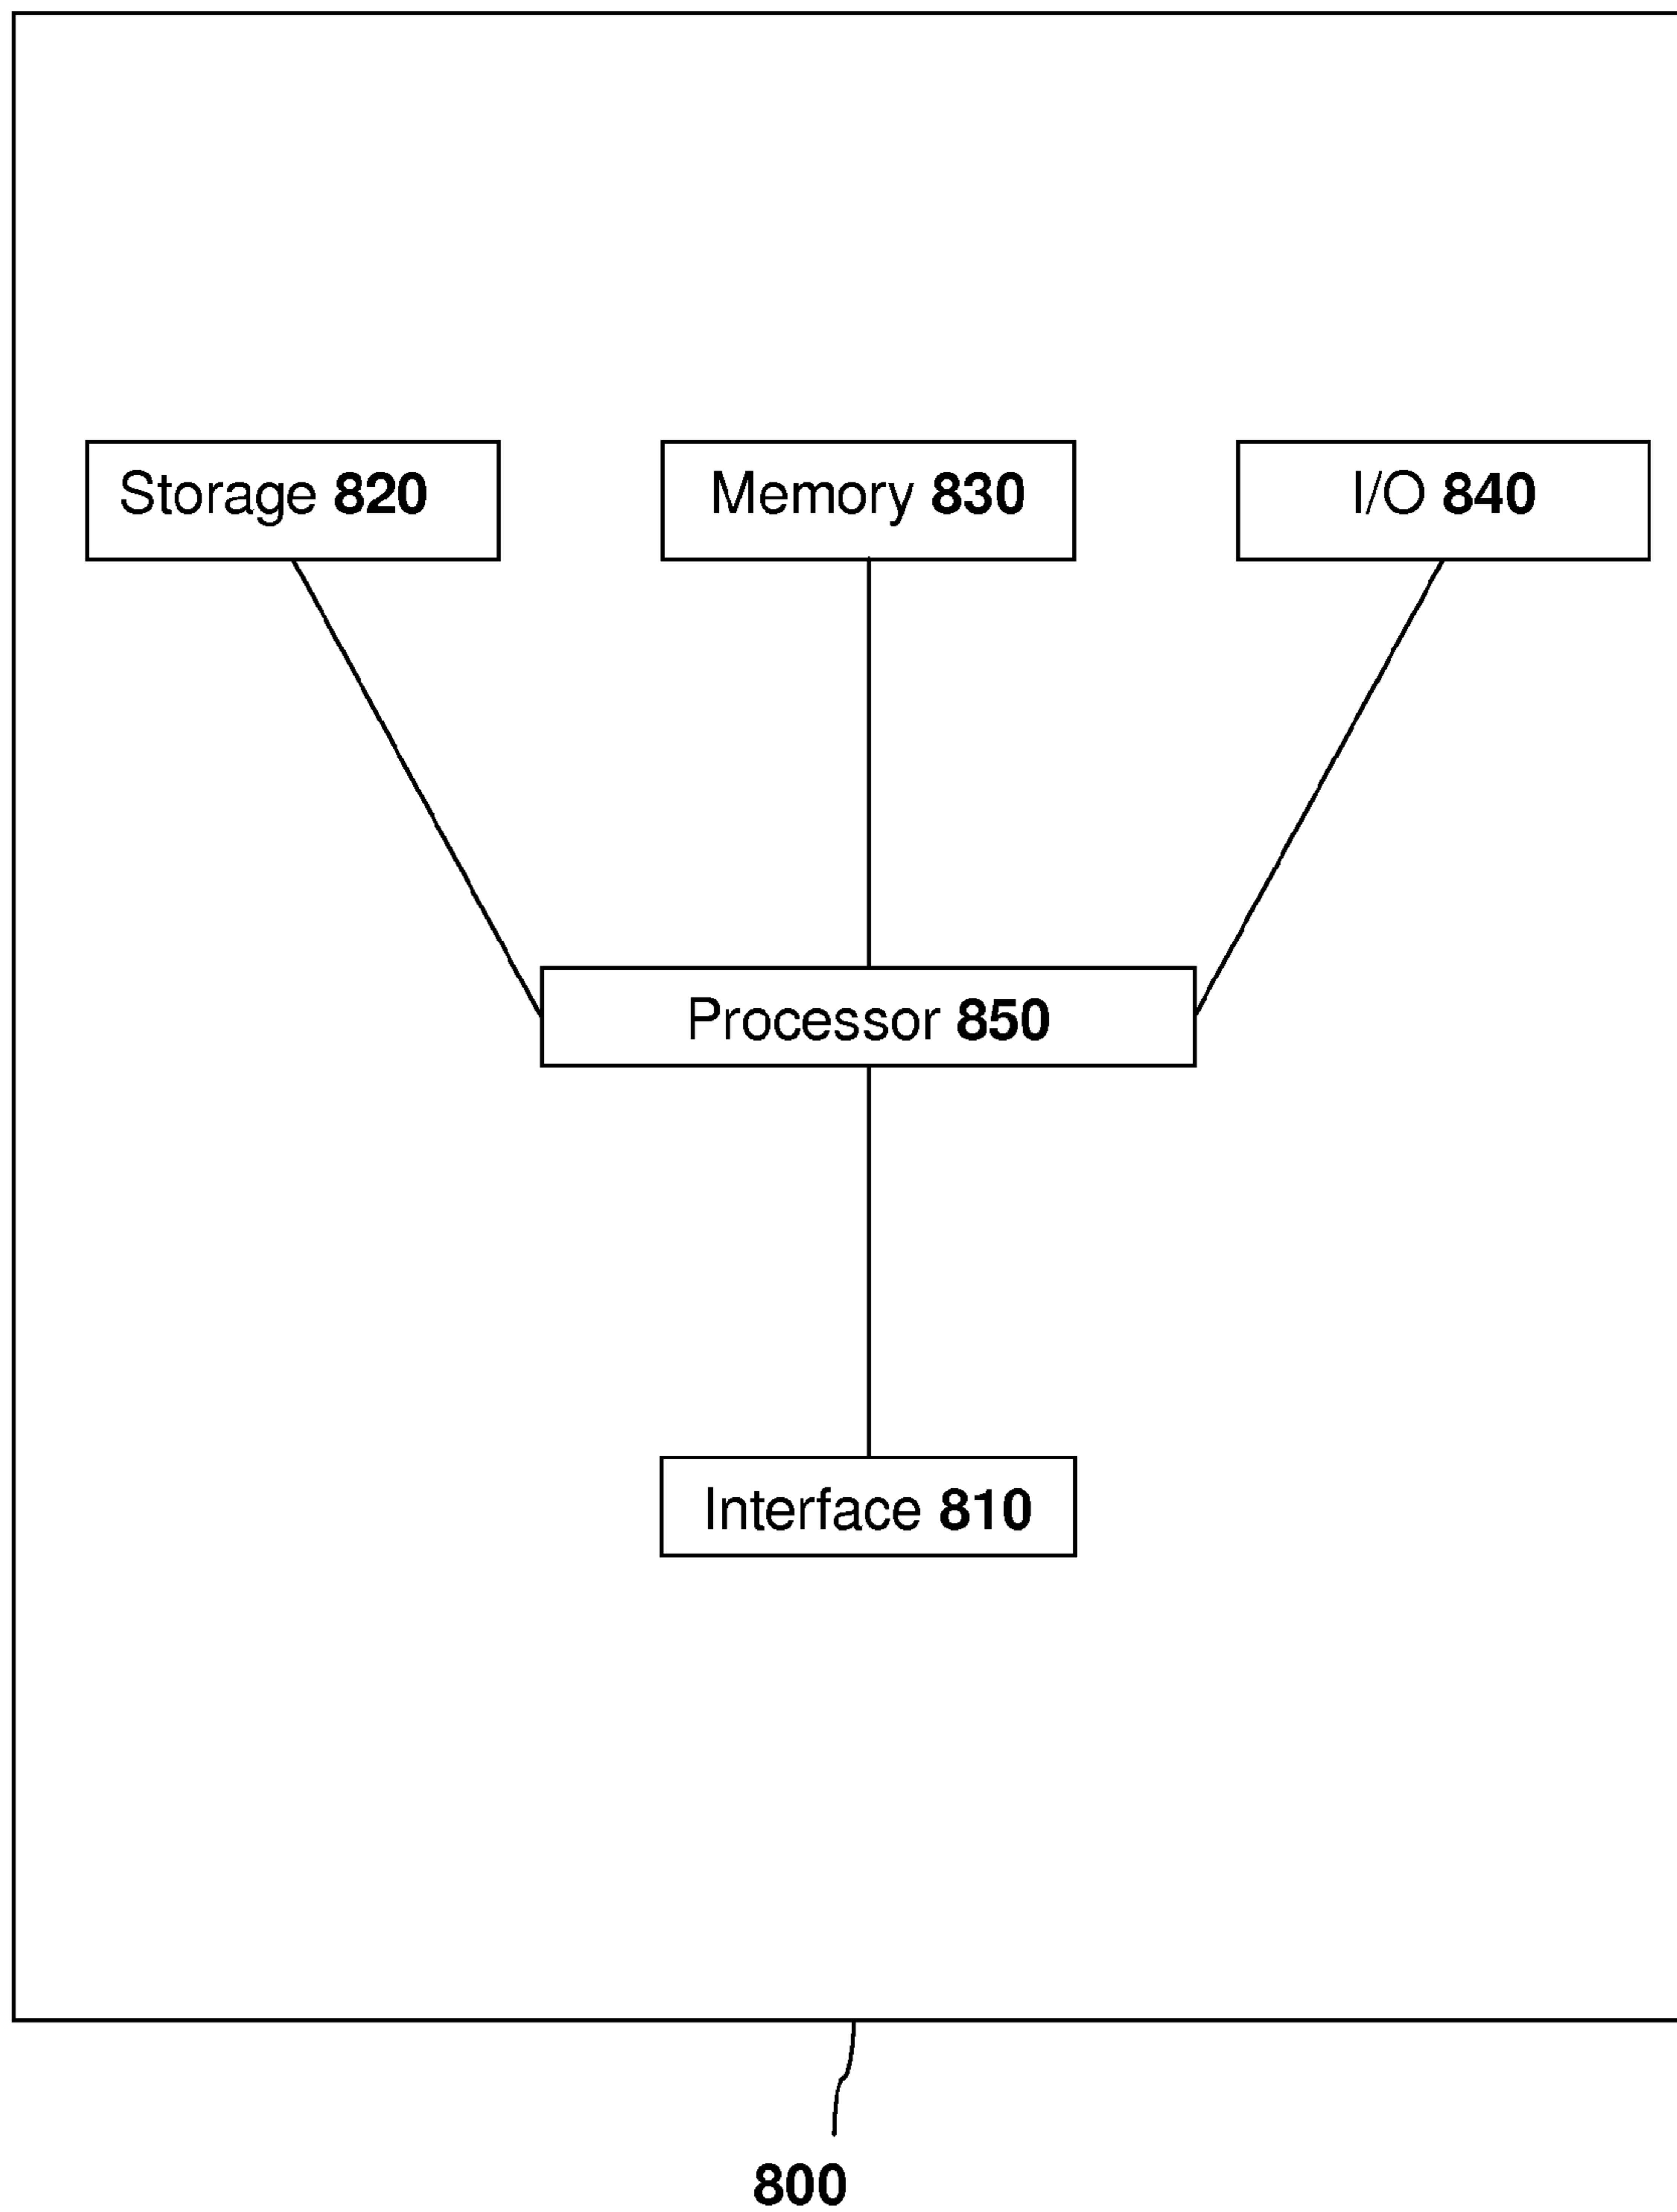 Storage 820
Memory 830
I/O 840
Processor 850
Interface 810
800